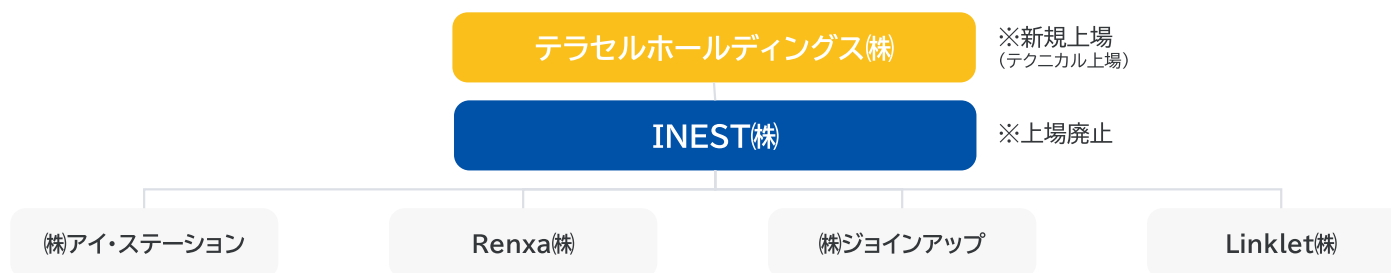 テラセルホールディングス㈱
※新規上場
（テクニカル上場）
INEST㈱
※上場廃止
㈱アイ・ステーション
Renxa㈱
㈱ジョインアップ
Linklet㈱